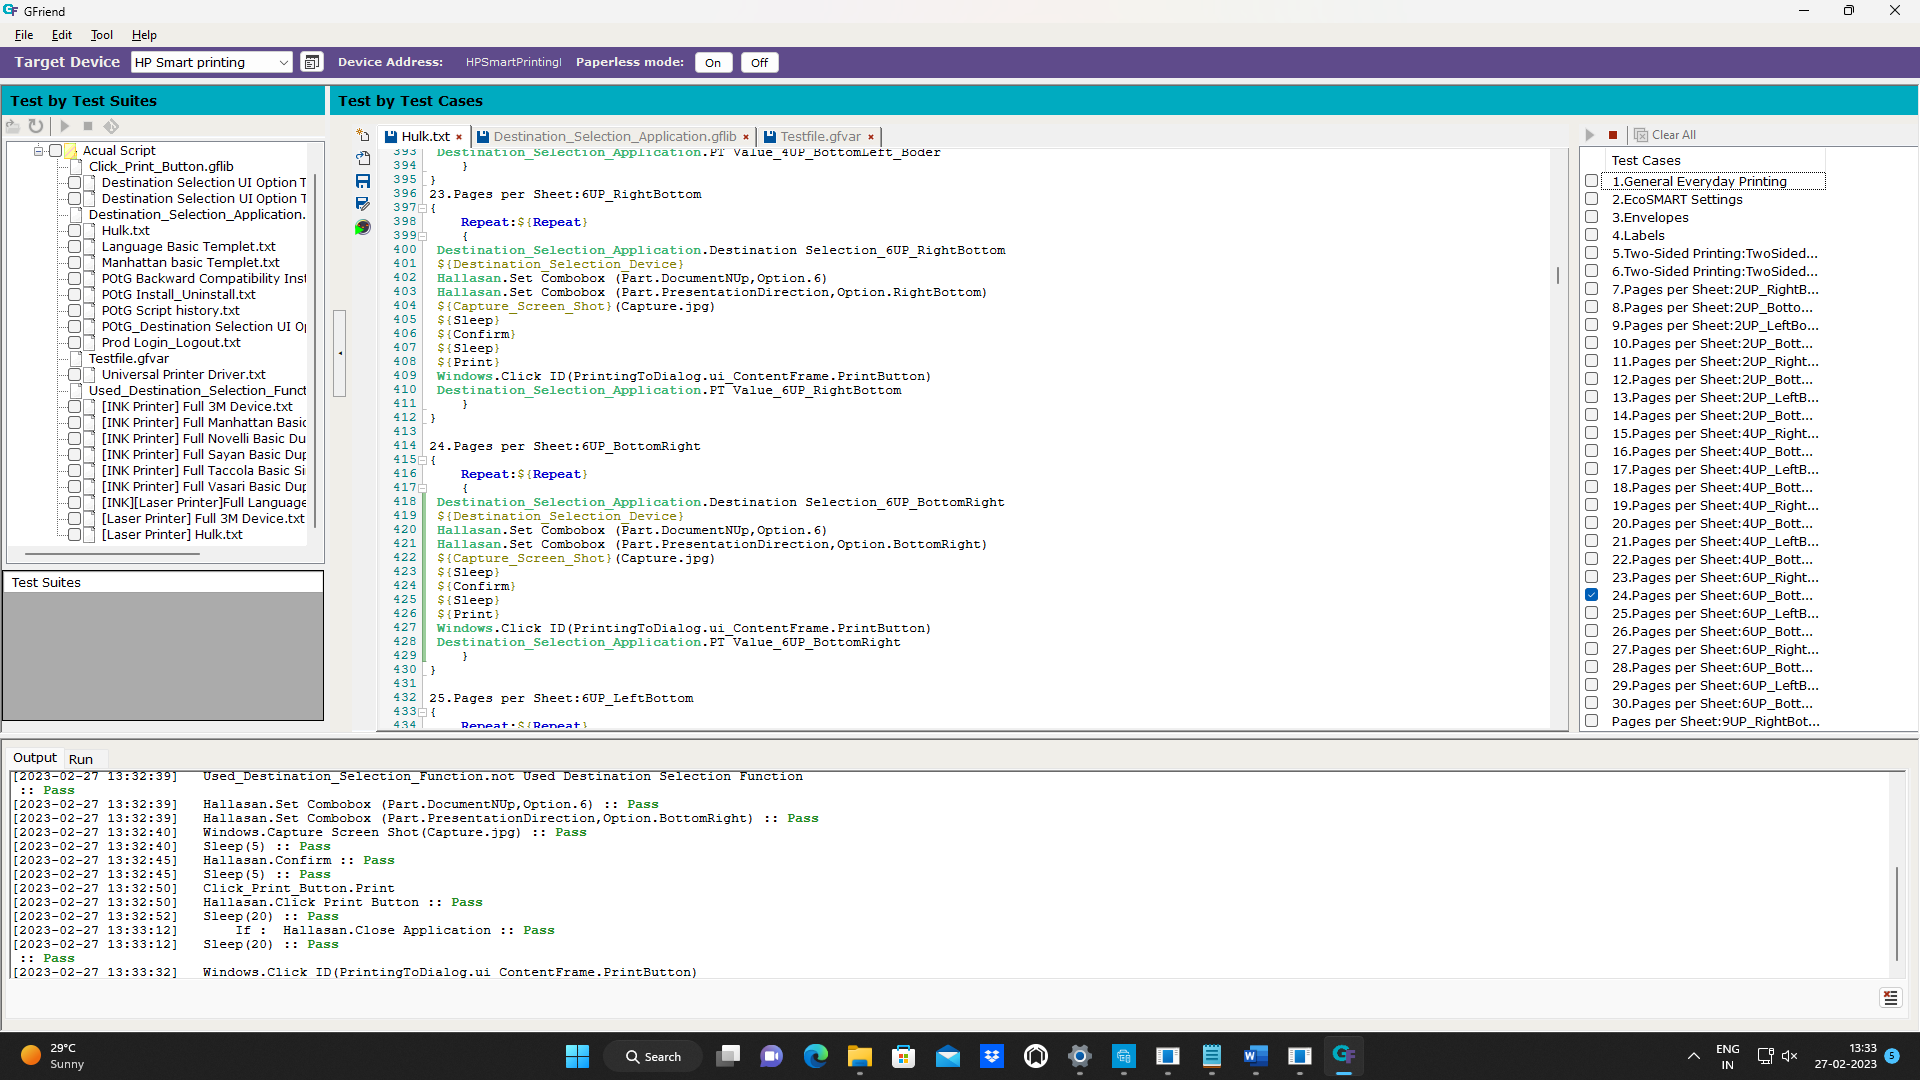 GFriend
File Edit Tool Help
Target Device HP Smart printing Device Address: HPSmartPrintingI Paperless mode: On Off
Test by Test Suites
Acual Script
Click_Print_Button.gflib
Destination Selection UI Option T
Destination Selection UI Option T
Destination_Selection_Application.
Hulk.txt
Language Basic Templet.txt
Manhattan basic Templet.txt
POtG Backward Compatibility Inst
POtG Install_Uninstall.txt
POtG Script history.txt
POtG_Destination Selection UI Op
Prod Login_Logout.txt
Testfile.gfvar
Universal Printer Driver.txt
Used_Destination_Selection_Funct
[INK Printer] Full 3M Device.txt
[INK Printer] Full Manhattan Basic
[INK Printer] Full Novelli Basic Du
[INK Printer] Full Sayan Basic Dup
[INK Printer] Full Taccola Basic Si
[INK Printer] Full Vasari Basic Dup
[INK][Laser Printer]Full Language
[Laser Printer] Full 3M Device.txt
[Laser Printer] Hulk.txt
Test Suites
Test by Test Cases
Hulk.txt × Destination_Selection_Application.gflib × Testfile.gfvar ×
393 Destination_Selection_Application.PT Value_4UP_BottomLeft_Boder
394 }
395 }
396 23.Pages per Sheet:6UP_RightBottom
397 {
398 Repeat:${Repeat}
399 {
400 Destination_Selection_Application.Destination Selection_6UP_RightBottom
401 ${Destination_Selection_Device}
402 Hallasan.Set Combobox (Part.DocumentNUp,Option.6)
403 Hallasan.Set Combobox (Part.PresentationDirection,Option.RightBottom)
404 ${Capture_Screen_Shot}(Capture.jpg)
405 ${Sleep}
406 ${Confirm}
407 ${Sleep}
408 ${Print}
409 Windows.Click ID(PrintingToDialog.ui_ContentFrame.PrintButton)
410 Destination_Selection_Application.PT Value_6UP_RightBottom
411 }
412 }
413
414 24.Pages per Sheet:6UP_BottomRight
415 {
416 Repeat:${Repeat}
417 {
418 Destination_Selection_Application.Destination Selection_6UP_BottomRight
419 ${Destination_Selection_Device}
420 Hallasan.Set Combobox (Part.DocumentNUp,Option.6)
421 Hallasan.Set Combobox (Part.PresentationDirection,Option.BottomRight)
422 ${Capture_Screen_Shot}(Capture.jpg)
423 ${Sleep}
424 ${Confirm}
425 ${Sleep}
426 ${Print}
427 Windows.Click ID(PrintingToDialog.ui_ContentFrame.PrintButton)
428 Destination_Selection_Application.PT Value_6UP_BottomRight
429 }
430 }
431
432 25.Pages per Sheet:6UP_LeftBottom
433 {
434 Repeat:${Repeat}
Clear All
Test Cases
1.General Everyday Printing
2.EcoSMART Settings
3.Envelopes
4.Labels
5.Two-Sided Printing:TwoSided...
6.Two-Sided Printing:TwoSided...
7.Pages per Sheet:2UP_RightB...
8.Pages per Sheet:2UP_Botto...
9.Pages per Sheet:2UP_LeftBo...
10.Pages per Sheet:2UP_Bott...
11.Pages per Sheet:2UP_Right...
12.Pages per Sheet:2UP_Bott...
13.Pages per Sheet:2UP_LeftB...
14.Pages per Sheet:2UP_Bott...
15.Pages per Sheet:4UP_Right...
16.Pages per Sheet:4UP_Bott...
17.Pages per Sheet:4UP_LeftB...
18.Pages per Sheet:4UP_Bott...
19.Pages per Sheet:4UP_Right...
20.Pages per Sheet:4UP_Bott...
21.Pages per Sheet:4UP_LeftB...
22.Pages per Sheet:4UP_Bott...
23.Pages per Sheet:6UP_Right...
24.Pages per Sheet:6UP_Bott...
25.Pages per Sheet:6UP_LeftB...
26.Pages per Sheet:6UP_Bott...
27.Pages per Sheet:6UP_Right...
28.Pages per Sheet:6UP_Bott...
29.Pages per Sheet:6UP_LeftB...
30.Pages per Sheet:6UP_Bott...
Pages per Sheet:9UP_RightBot...
Output Run
[2023-02-27 13:32:39] Used_Destination_Selection_Function.not Used Destination Selection Function
:: Pass
[2023-02-27 13:32:39] Hallasan.Set Combobox (Part.DocumentNUp,Option.6) :: Pass
[2023-02-27 13:32:39] Hallasan.Set Combobox (Part.PresentationDirection,Option.BottomRight) :: Pass
[2023-02-27 13:32:40] Windows.Capture Screen Shot(Capture.jpg) :: Pass
[2023-02-27 13:32:40] Sleep(5) :: Pass
[2023-02-27 13:32:45] Hallasan.Confirm :: Pass
[2023-02-27 13:32:45] Sleep(5) :: Pass
[2023-02-27 13:32:50] Click_Print_Button.Print
[2023-02-27 13:32:50] Hallasan.Click Print Button :: Pass
[2023-02-27 13:32:52] Sleep(20) :: Pass
[2023-02-27 13:33:12] If : Hallasan.Close Application :: Pass
[2023-02-27 13:33:12] Sleep(20) :: Pass
:: Pass
[2023-02-27 13:33:32] Windows.Click ID(PrintingToDialog.ui_ContentFrame.PrintButton)
29°C
Sunny
Search
ENG
IN
13:33
27-02-2023
5